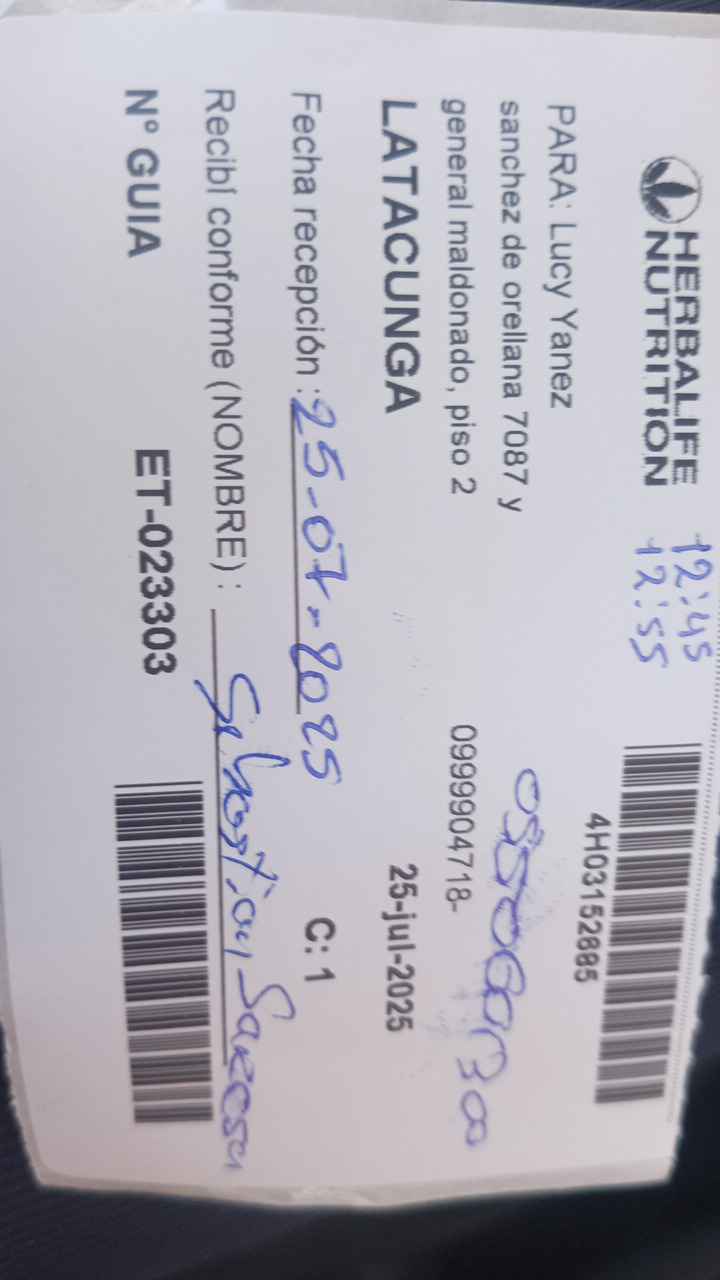 HERBALIFE
NUTRITION
12:45
12:55
4H03152885
PARA: Lucy Yanez
sanchez de orellana 7087 y
general maldonado, piso 2
0999904718-
LATACUNGA
25-jul-2025
Fecha recepción : 25-07-2025
C: 1
Recibí conforme (NOMBRE) : Sebastian
Nº GUIA
ET-023303